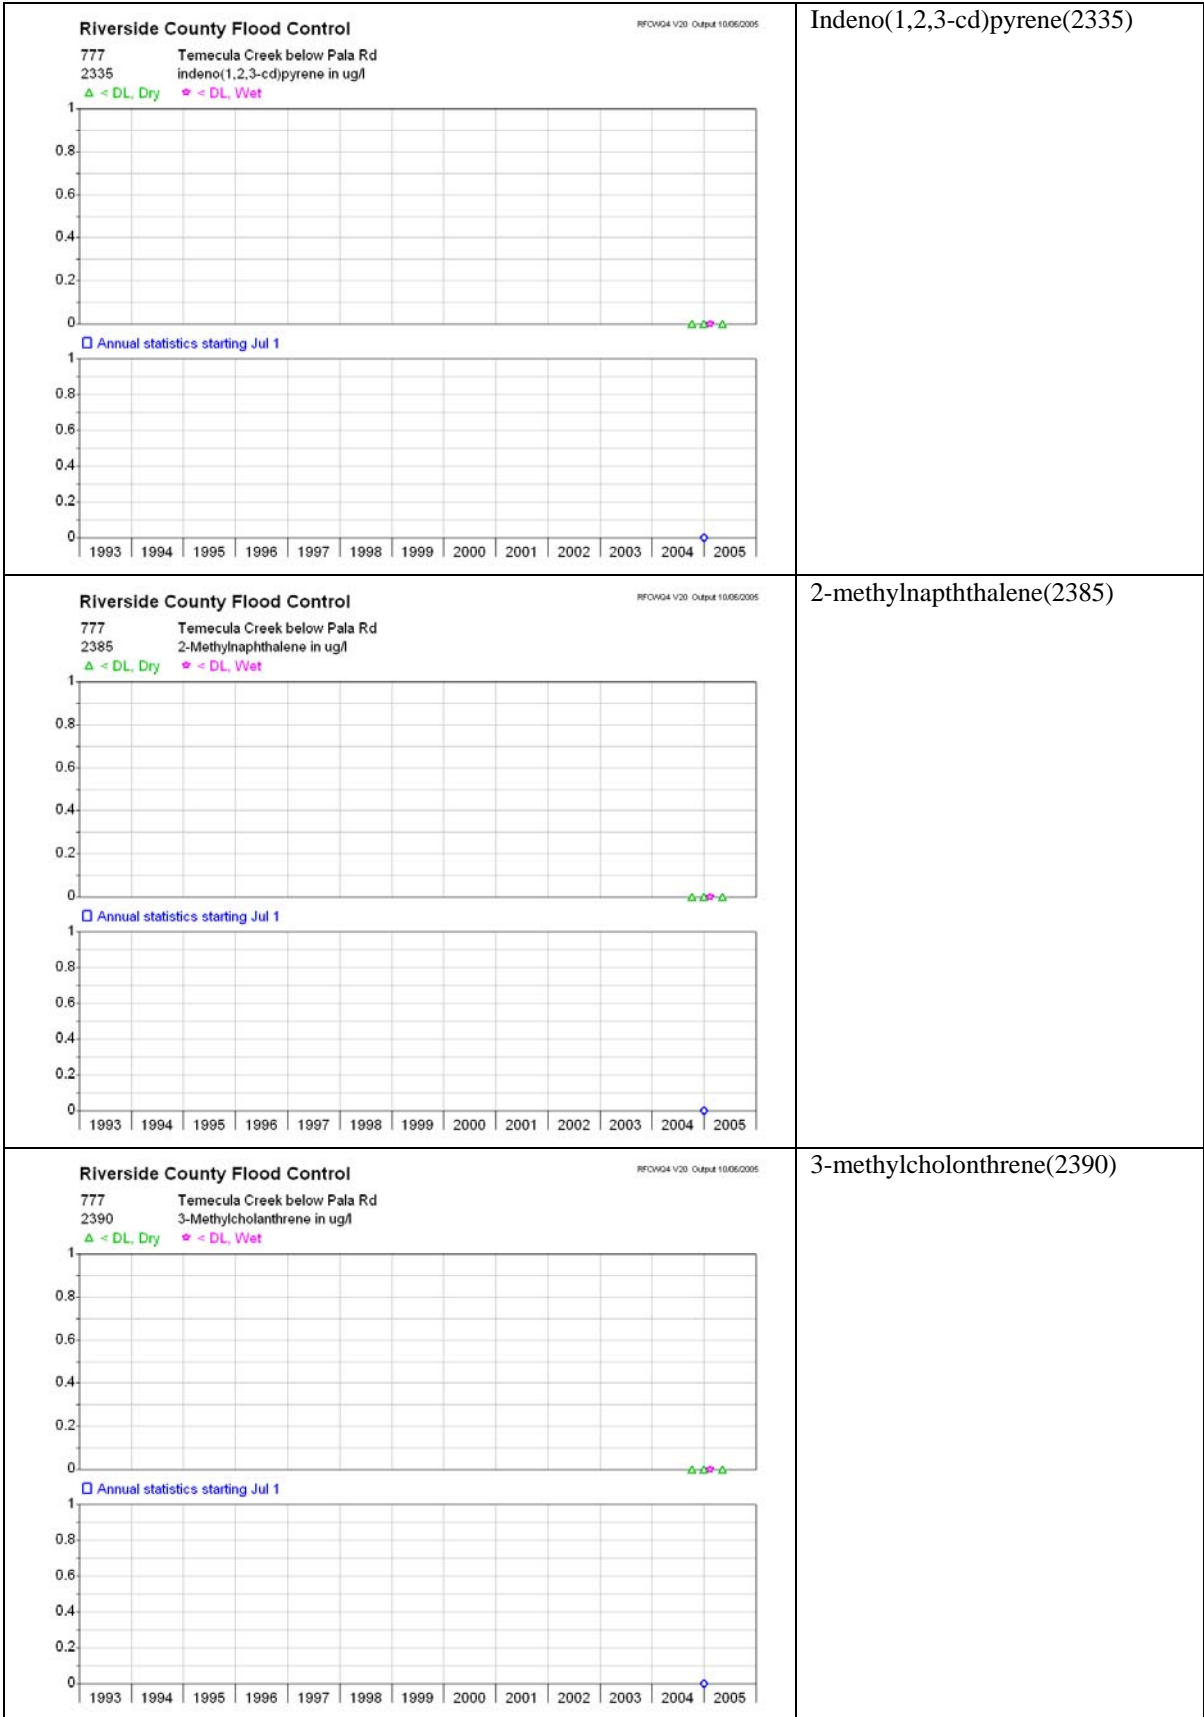 Riverside County Flood Control
RFCWQ4 V20 Output 10/06/2005
777 Temecula Creek below Pala Rd
2335 indeno(1,2,3-cd)pyrene in ug/l
< DL, Dry < DL, Wet
1
0.8
0.6
0.4
0.2
0
Annual statistics starting Jul 1
1
0.8
0.6
0.4
0.2
0
1993 1994 1995 1996 1997 1998 1999 2000 2001 2002 2003 2004 2005
Indeno(1,2,3-cd)pyrene(2335)
Riverside County Flood Control
RFCWQ4 V20 Output 10/06/2005
777 Temecula Creek below Pala Rd
2385 2-Methylnaphthalene in ug/l
< DL, Dry < DL, Wet
1
0.8
0.6
0.4
0.2
0
Annual statistics starting Jul 1
1
0.8
0.6
0.4
0.2
0
1993 1994 1995 1996 1997 1998 1999 2000 2001 2002 2003 2004 2005
2-methylnapththalene(2385)
Riverside County Flood Control
RFCWQ4 V20 Output 10/06/2005
777 Temecula Creek below Pala Rd
2390 3-Methylcholanthrene in ug/l
< DL, Dry < DL, Wet
1
0.8
0.6
0.4
0.2
0
Annual statistics starting Jul 1
1
0.8
0.6
0.4
0.2
0
1993 1994 1995 1996 1997 1998 1999 2000 2001 2002 2003 2004 2005
3-methylcholonthrene(2390)